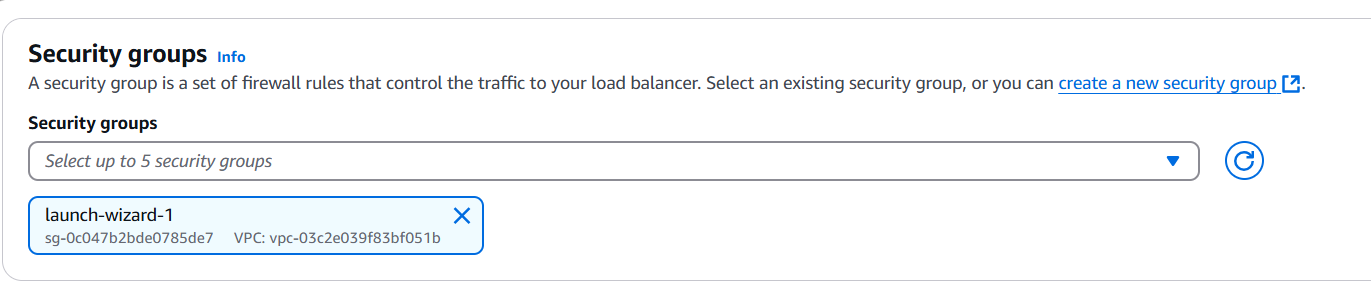 Security groups Info
A security group is a set of firewall rules that control the traffic to your load balancer. Select an existing security group, or you can create a new security group.
Security groups
Select up to 5 security groups
launch-wizard-1
sg-0c047b2bde0785de7 VPC: vpc-03c2e039f83bf051b